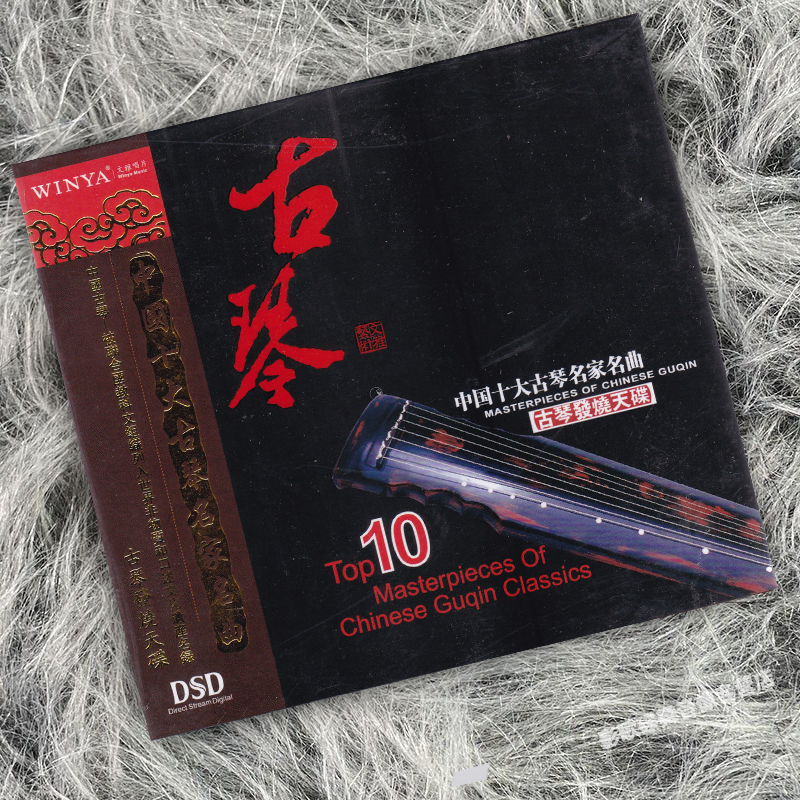 WINYA®
文雅唱片
Winya Music
中國十大古琴名家名曲
古琴發燒天碟
DSD
Direct Stream Digital
古琴
中国十大古琴名家名曲
MASTERPIECES OF CHINESE GUQIN
古琴發燒天碟
Top10
Masterpieces Of
Chinese Guqin Classics